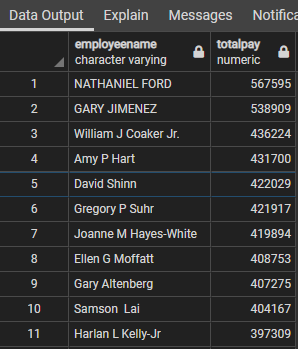 Data Output Explain Messages Notifica
employeename totalpay
character varying numeric
1 NATHANIEL FORD 567595
2 GARY JIMENEZ 538909
3 William J Coaker Jr. 436224
4 Amy P Hart 431700
5 David Shinn 422029
6 Gregory P Suhr 421917
7 Joanne M Hayes-White 419894
8 Ellen G Moffatt 408753
9 Gary Altenberg 407275
10 Samson  Lai 404167
11 Harlan L Kelly-Jr 397309